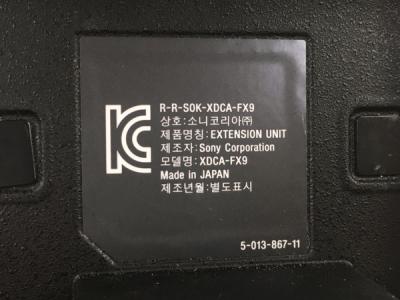 R-R-SOK-XDCA-FX9
상호:소니코리아㈜
제품명칭:EXTENSION UNIT
제조자:Sony Corporation
모델명:XDCA-FX9
Made in JAPAN
제조년월:별도표시
5-013-867-11